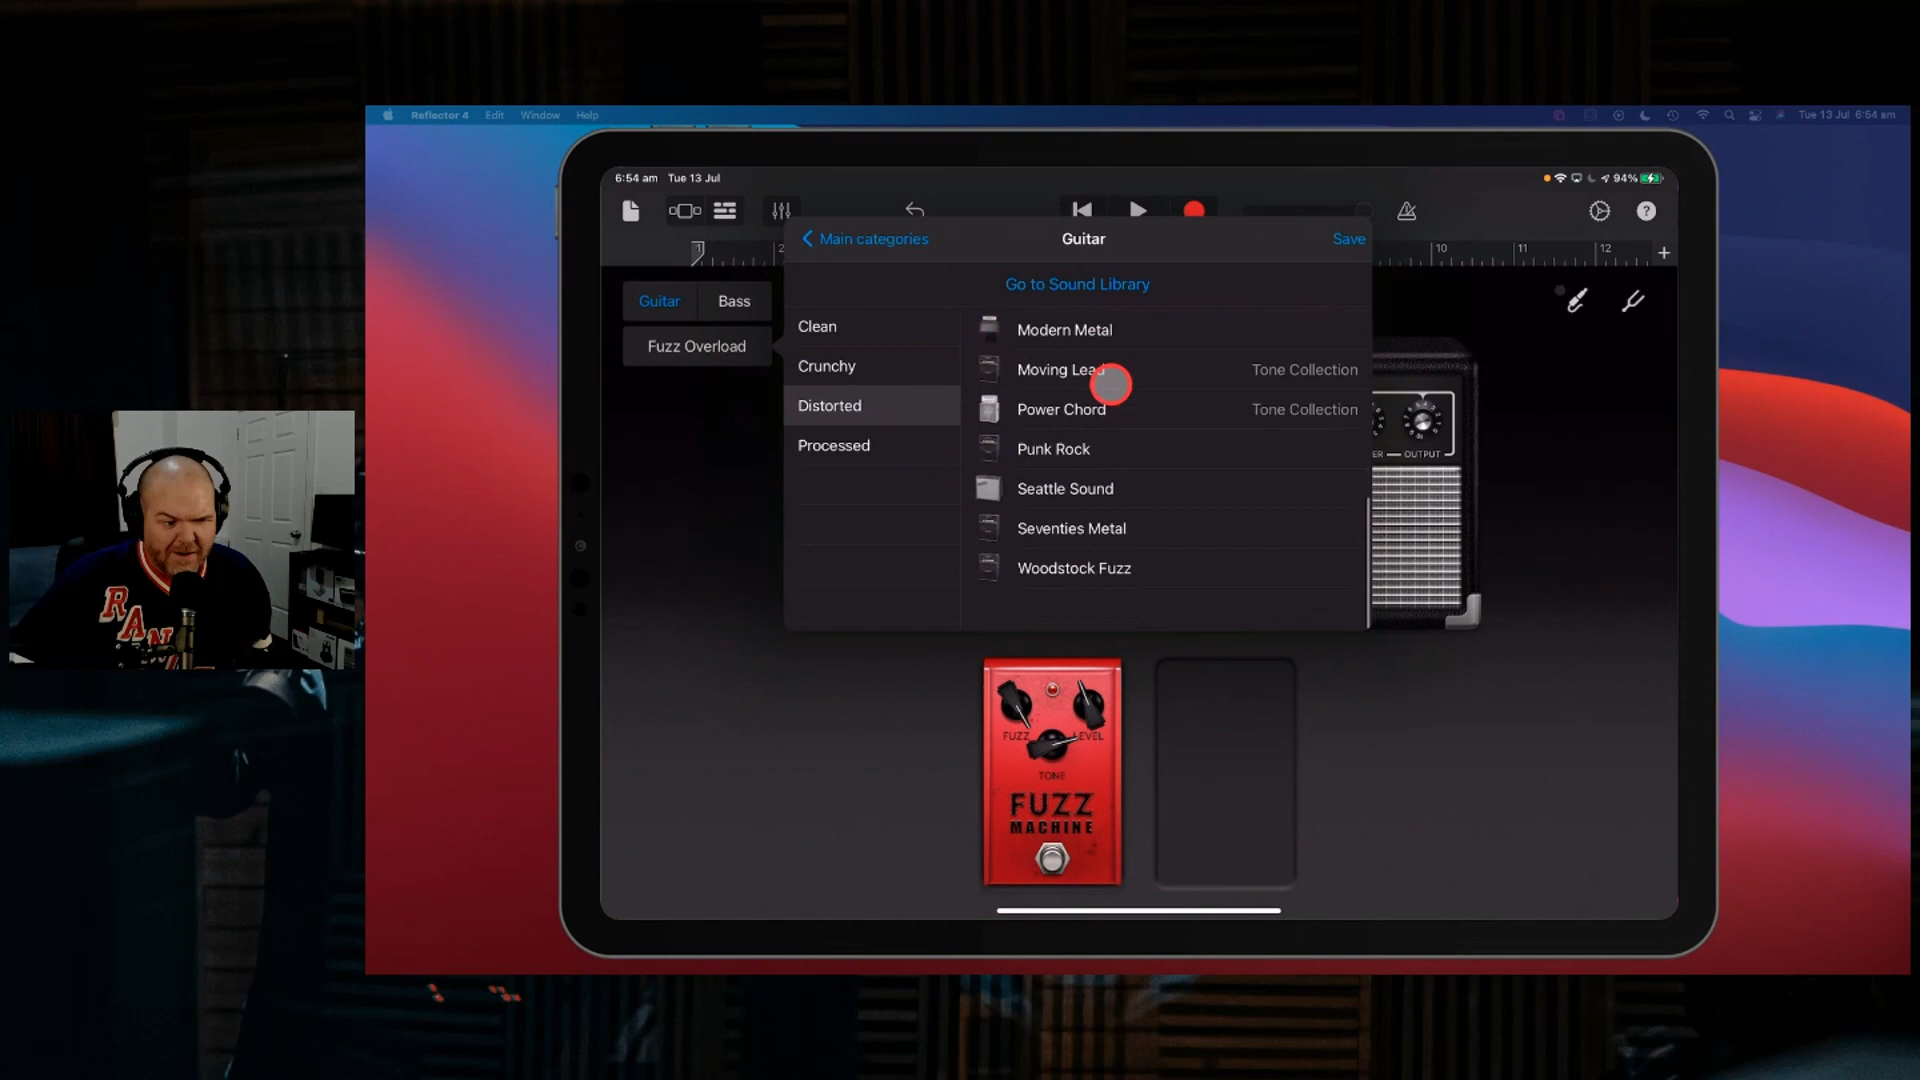 Reflector 4 Edit Window Help
Tue 13 Jul 6:54 am
6:54 am Tue 13 Jul
94%
Main categories
Guitar
Save
1
2
10
11
12
Go to Sound Library
Guitar
Bass
Fuzz Overload
Clean
Crunchy
Distorted
Processed
Modern Metal
Moving Lead
Tone Collection
Power Chord
Tone Collection
Punk Rock
Seattle Sound
Seventies Metal
Woodstock Fuzz
OUTPUT
FUZZ
LEVEL
TONE
FUZZ
MACHINE
RAN